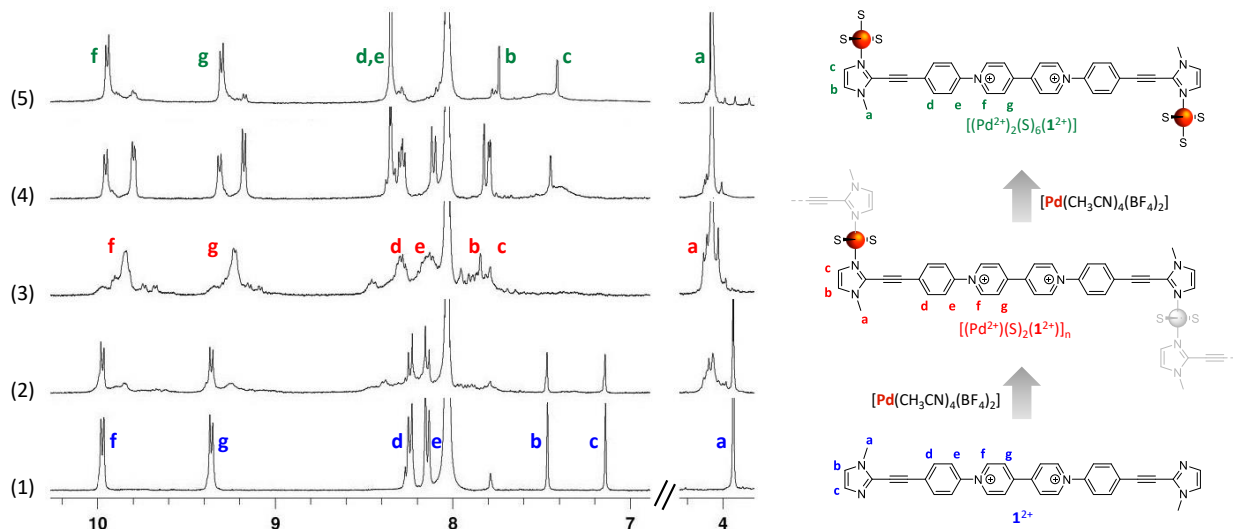 f g d,e b c a
(5)
(4)
f g d e b c a
(3)
(2)
f g d e b c a
(1)
10 9 8 7 4
S
S S
c
b
a
d e f g
S
S S
[(Pd²⁺)₂(S)₆(1²⁺)]
[Pd(CH₃CN)₄(BF₄)₂]
S S
c
b
a
d e f g
S S
[(Pd²⁺)(S)₂(1²⁺)]ₙ
[Pd(CH₃CN)₄(BF₄)₂]
a
b
c
d e f g
1²⁺